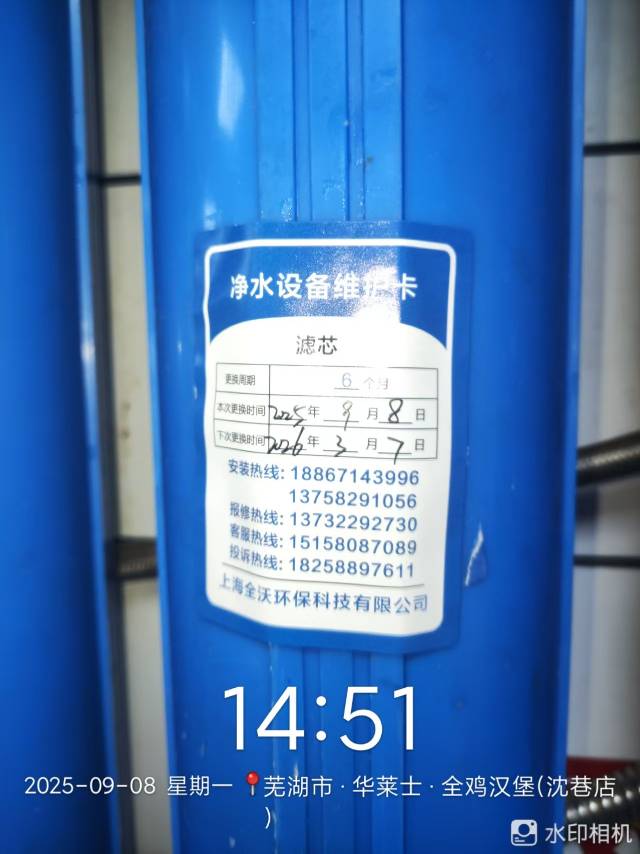 净水设备维护卡
滤芯
更换周期 6 个月
本次更换时间 2025 年 9 月 8 日
下次更换时间 2026 年 3 月 7 日
安装热线: 18867143996
13758291056
报修热线: 13732292730
客服热线: 15158087089
投诉热线: 18258897611
上海全沃环保科技有限公司
14:51
2025-09-08 星期一 芜湖市 · 华莱士 · 全鸡汉堡(沈巷店
)
水印相机